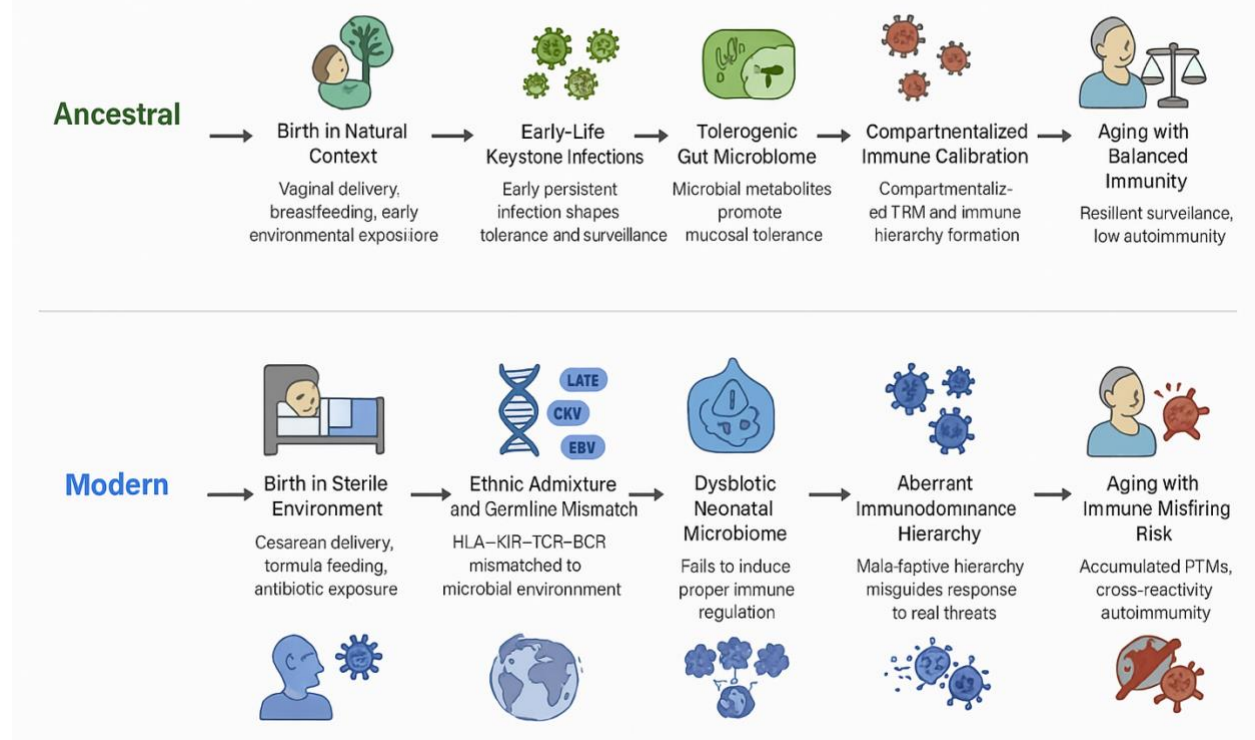 Ancestral
Birth in Natural
Context
Vaginal delivery,
breaslfeeding, early
environmental exposiiore
Early-Life
Keystone Infections
Early persistent
infection shapes
tolerance and surveillance
Tolerogenic
Gut Microblome
Microbial metabolites
promote
mucosal tolerance
Compartnentalized
Immune Calibration
Compartmentaliz-
ed TRM and immune
hierarchy formation
Aging with
Balanced
Immunity
Resillent surveilance,
low autoimmunity
Modern
Birth in Sterile
Environment
Cesarean delivery,
tormula feeding,
antibiotic exposure
LATE
CKV
EBV
Ethnic Admixture
and Germline Mismatch
HLA–KIR–TCR–BCR
mismatched to
microbial environnment
Dysblotic
Neonatal
Microbiome
Fails to induce
proper immune
regulation
Aberrant
Immunodomınance
Hierarchy
Mala-faptive hierarchy
misguides response
to real threats
Aging with
Immune Misfiring
Risk
Accumulated PTMs,
cross-reactivity
autoimmumity